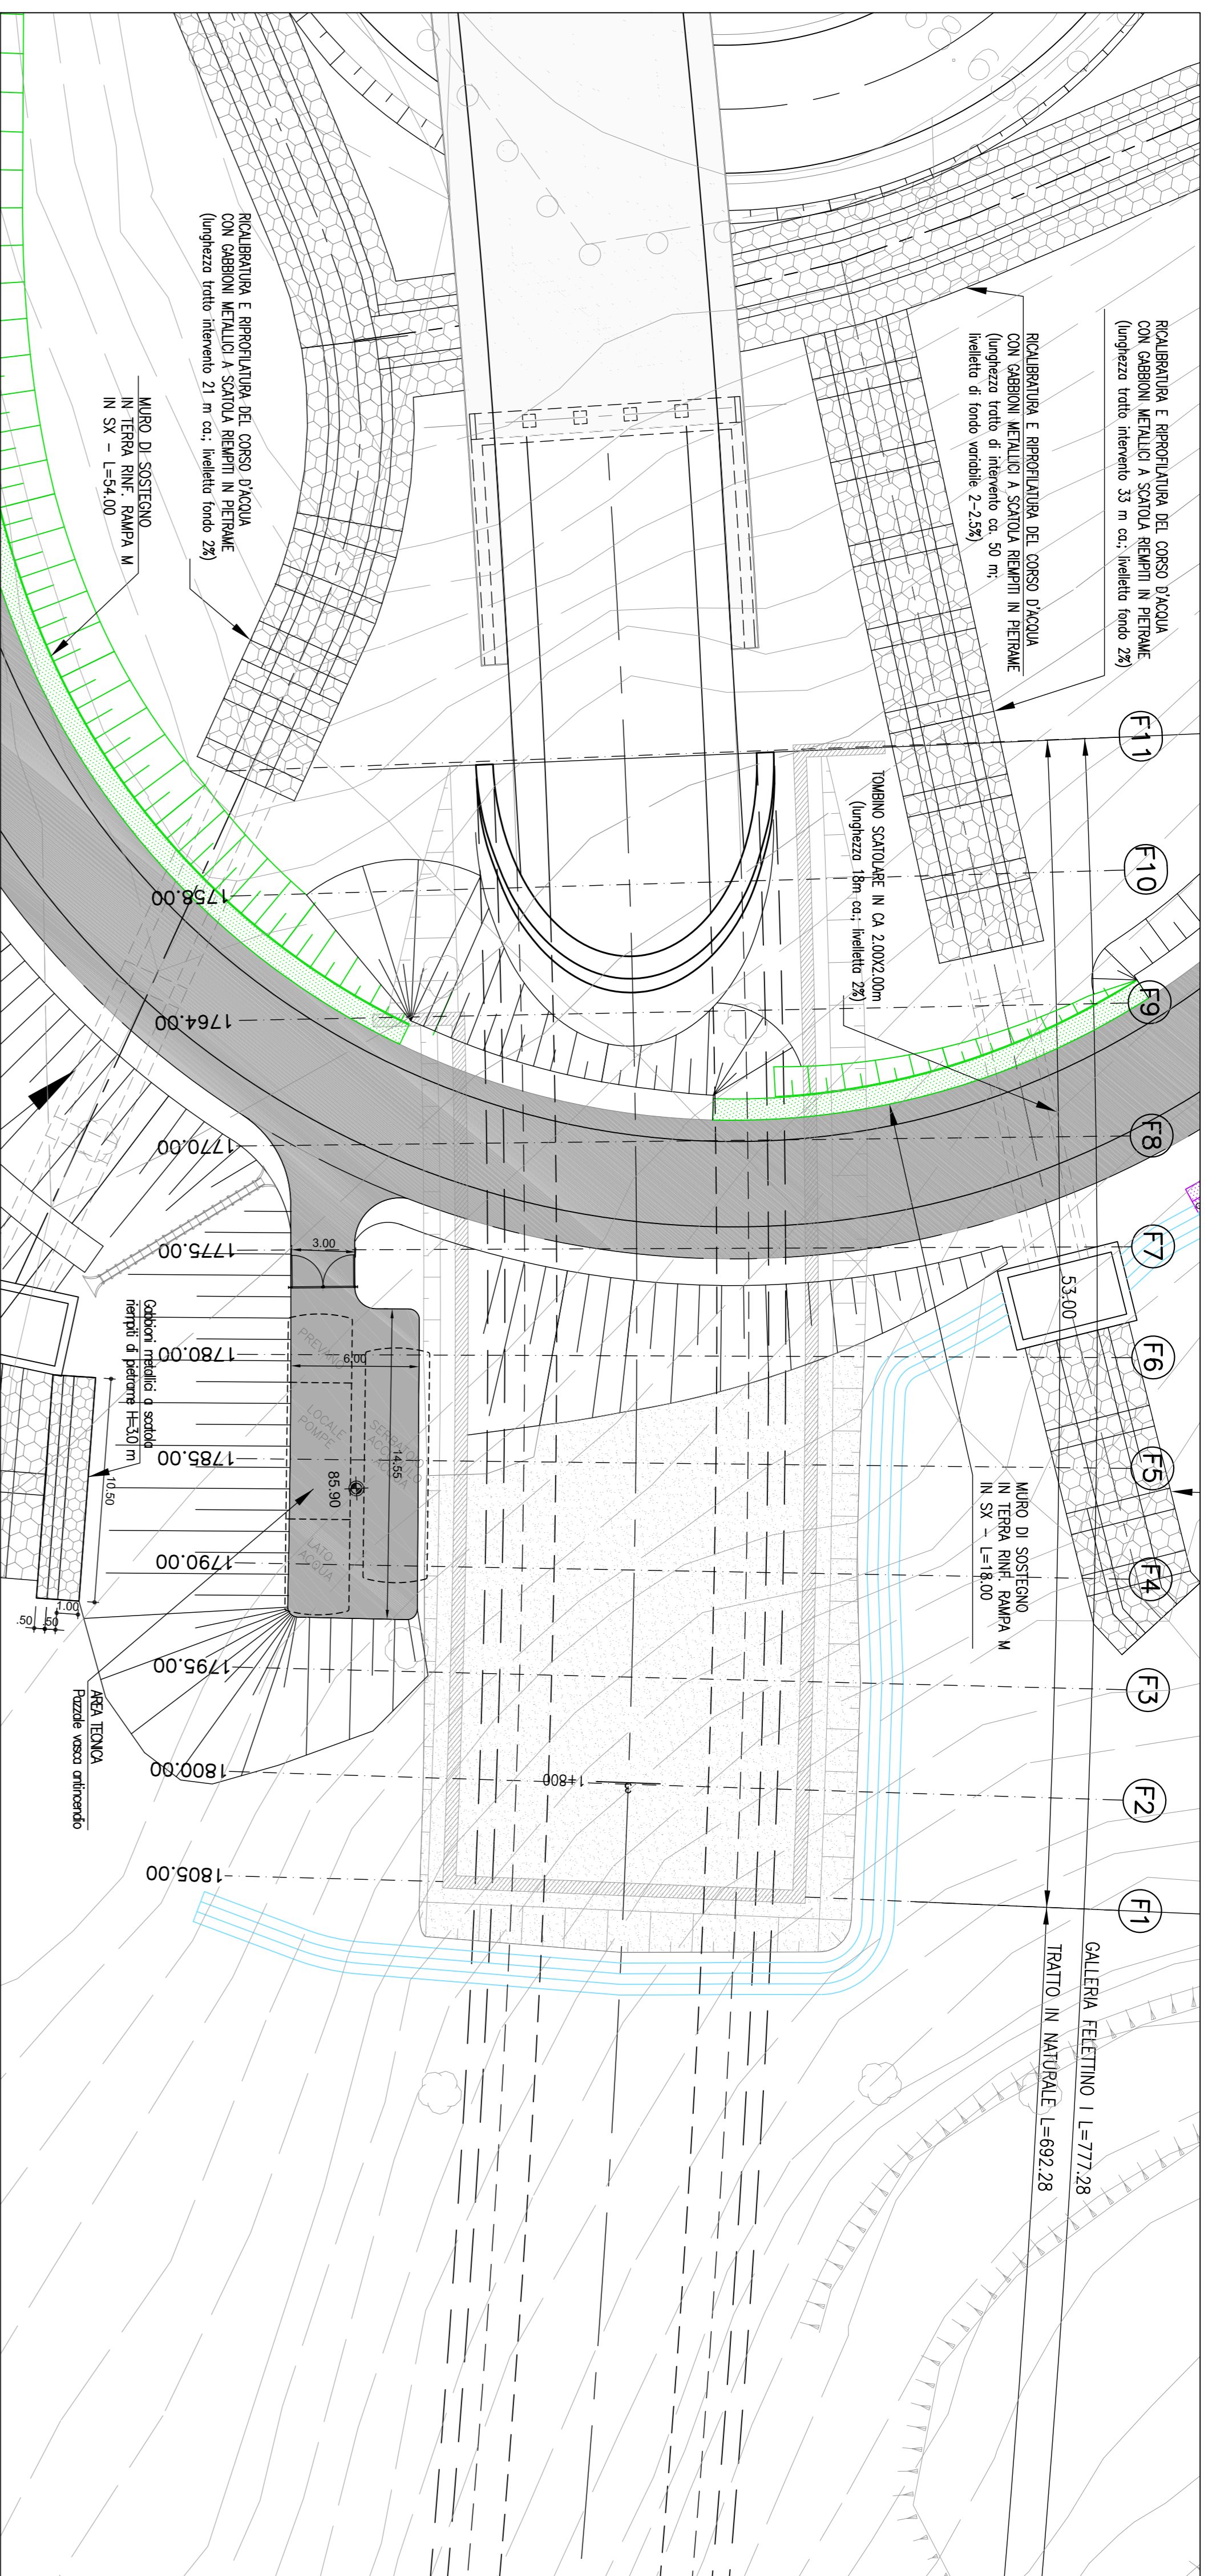 RICALIBRATURA E RIPROFILATURA DEL CORSO D'ACQUA
CON GABBIONI METALLICI A SCATOLA RIEMPITI IN PIETRAME
(lunghezza tratto intervento 33 m ca.; livelletta fondo 2%)
RICALIBRATURA E RIPROFILATURA DEL CORSO D'ACQUA
CON GABBIONI METALLICI A SCATOLA RIEMPITI IN PIETRAME
(lunghezza tratto di intervento ca. 50 m;
livelletta di fondo variabile 2-2.5%)
RICALIBRATURA E RIPROFILATURA DEL CORSO D'ACQUA
CON GABBIONI METALLICI A SCATOLA RIEMPITI IN PIETRAME
(lunghezza tratto intervento 21 m ca.; livelletta fondo 2%)
MURO DI SOSTEGNO
IN TERRA RINF. RAMPA M
IN SX - L=54.00
TOMBINO SCATOLARE IN CA 2.00X2.00m
(lunghezza 18m ca.; livelletta 2%)
F11
F10
F9
F8
F7
F6
F5
F4
F3
F2
F1
53.00
1758.00
1764.00
1770.00
1775.00
1780.00
1785.00
1790.00
1795.00
1800.00
1805.00
3.00
6.00
14.55
85.90
PREVANO
LOCALE
POMPE
LATO
ACQUA
Gabbioni metallici a scatola
riempiti di pietrame H=3.0 m
10.50
1.00
.50
.50
MURO DI SOSTEGNO
IN TERRA RINF. RAMPA M
IN SX - L=18.00
AREA TECNICA
Piazzale vasca antincendio
1+800
GALLERIA FELETTINO I L=777.28
TRATTO IN NATURALE L=692.28